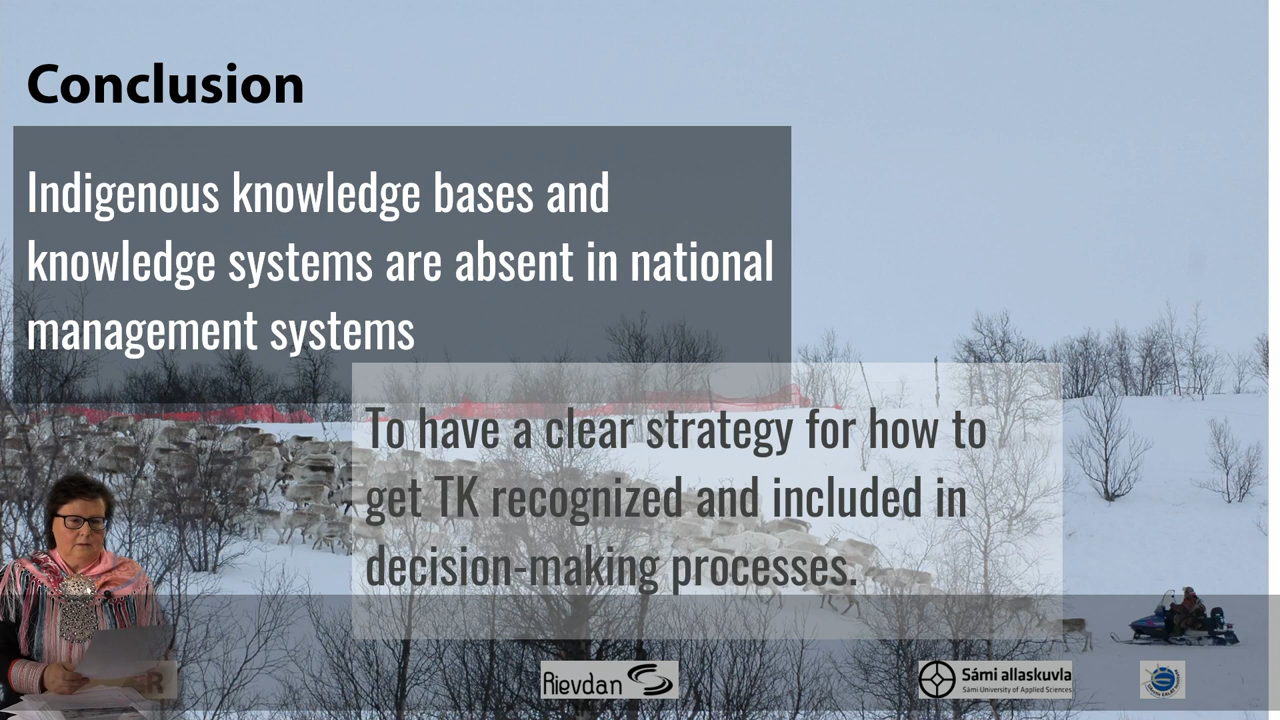 Conclusion
Indigenous knowledge bases and
knowledge systems are absent in national
management systems
To have a clear strategy for how to
get TK recognized and included in
decision-making processes.
Rievdan
Sámi allaskuvla
Sámi University of Applied Sciences